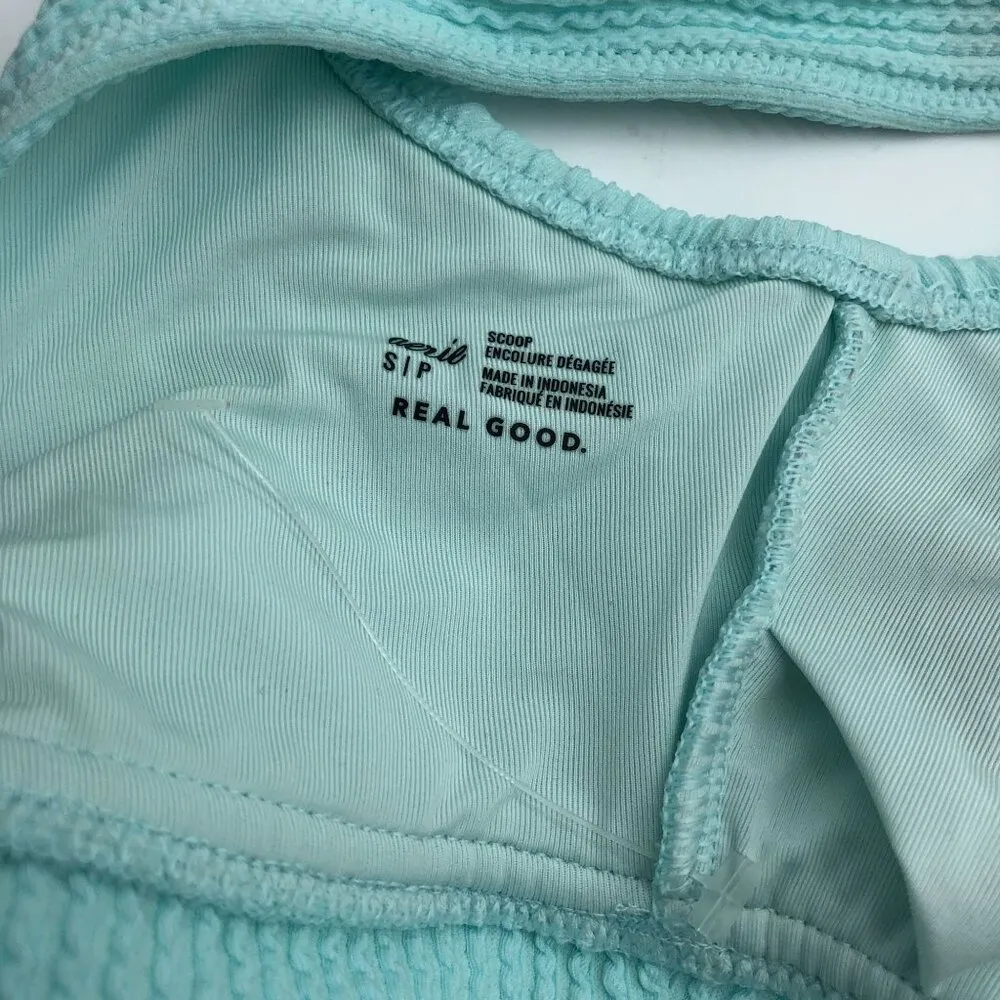 aerie
S|P
SCOOP
ENCOLURE DÉGAGÉE
MADE IN INDONESIA
FABRIQUÉ EN INDONÉSIE
REAL GOOD.